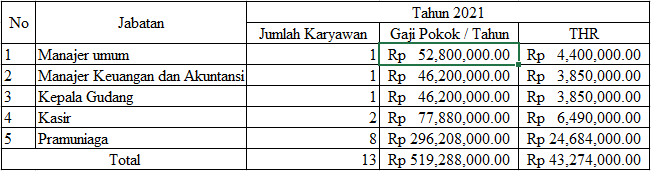 No Jabatan Tahun 2021
Jumlah Karyawan Gaji Pokok / Tahun THR
1 Manajer umum 1 Rp 52,800,000.00 Rp 4,400,000.00
2 Manajer Keuangan dan Akuntansi 1 Rp 46,200,000.00 Rp 3,850,000.00
3 Kepala Gudang 1 Rp 46,200,000.00 Rp 3,850,000.00
4 Kasir 2 Rp 77,880,000.00 Rp 6,490,000.00
5 Pramuniaga 8 Rp 296,208,000.00 Rp 24,684,000.00
Total 13 Rp 519,288,000.00 Rp 43,274,000.00